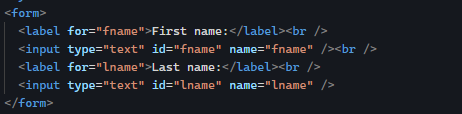 <form>
<label for="fname">First name:</label><br />
<input type="text" id="fname" name="fname" /><br />
<label for="lname">Last name:</label><br />
<input type="text" id="lname" name="lname" />
</form>